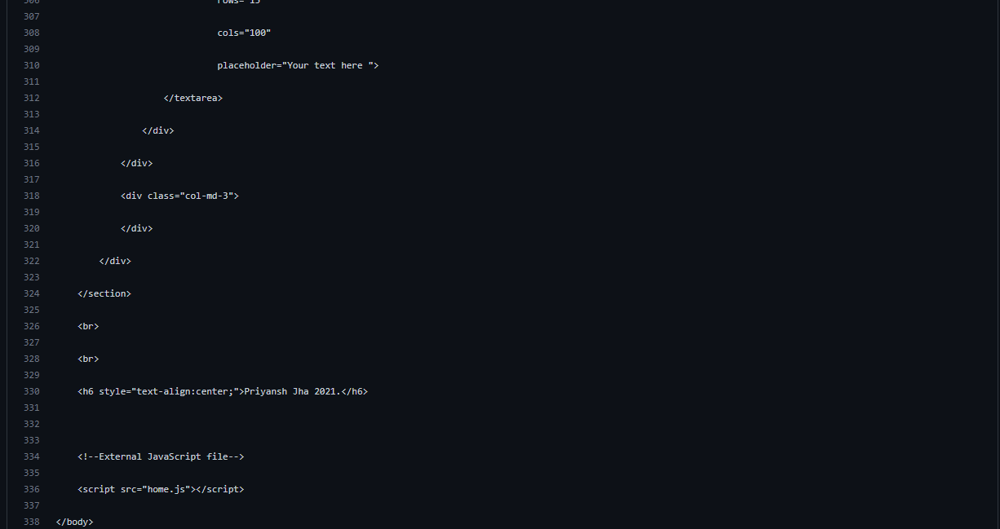 306 rows="15"
307
308 cols="100"
309
310 placeholder="Your text here ">
311
312 </textarea>
313
314 </div>
315
316 </div>
317
318 <div class="col-md-3">
319
320 </div>
321
322 </div>
323
324 </section>
325
326 <br>
327
328 <br>
329
330 <h6 style="text-align:center;">Priyansh Jha 2021.</h6>
331
332
333
334 <!--External JavaScript file-->
335
336 <script src="home.js"></script>
337
338 </body>